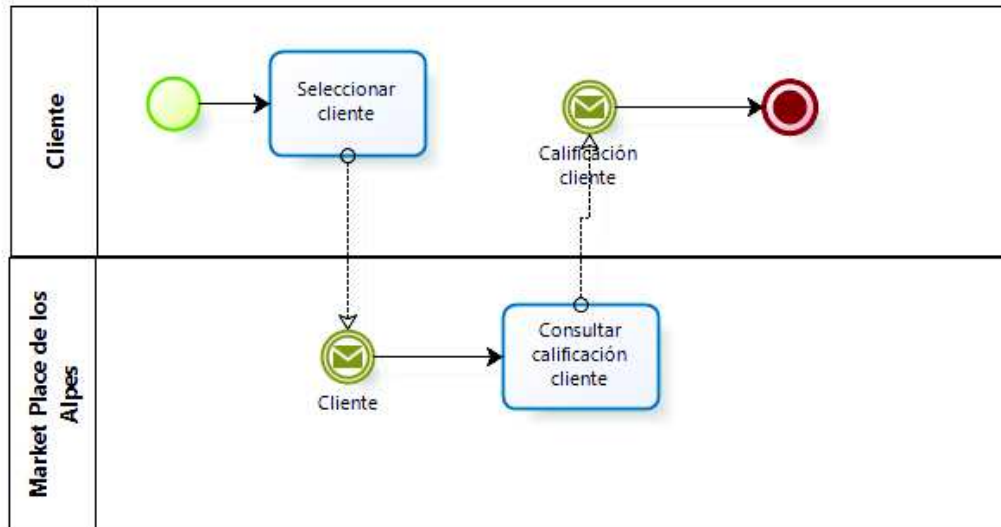 Cliente
Seleccionar
cliente
Calificación
cliente
Market Place de los
Alpes
Cliente
Consultar
calificación
cliente